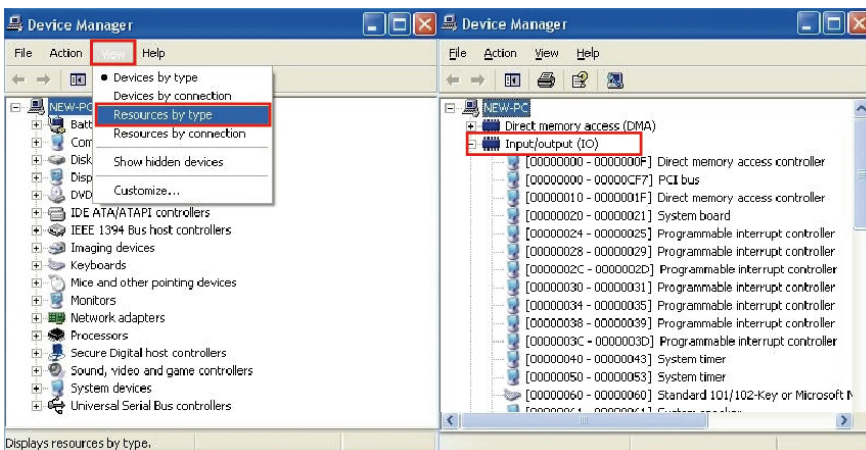 Device Manager
File Action View Help
Devices by type
Devices by connection
Resources by type
Resources by connection
Show hidden devices
Customize...
NEW-PC
Batt
Com
Disk
Disp
DVD
IDE ATA/ATAPI controllers
IEEE 1394 Bus host controllers
Imaging devices
Keyboards
Mice and other pointing devices
Monitors
Network adapters
Processors
Secure Digital host controllers
Sound, video and game controllers
System devices
Universal Serial Bus controllers
Displays resources by type.
Device Manager
File Action View Help
NEW-PC
Direct memory access (DMA)
Input/output (IO)
[00000000 - 0000000F] Direct memory access controller
[00000000 - 00000CF7] PCI bus
[00000010 - 0000001F] Direct memory access controller
[00000020 - 00000021] System board
[00000024 - 00000025] Programmable interrupt controller
[00000028 - 00000029] Programmable interrupt controller
[0000002C - 0000002D] Programmable interrupt controller
[00000030 - 00000031] Programmable interrupt controller
[00000034 - 00000035] Programmable interrupt controller
[00000038 - 00000039] Programmable interrupt controller
[0000003C - 0000003D] Programmable interrupt controller
[00000040 - 00000043] System timer
[00000050 - 00000053] System timer
[00000060 - 00000060] Standard 101/102-Key or Microsoft N
[00000061 - 00000061] System speaker